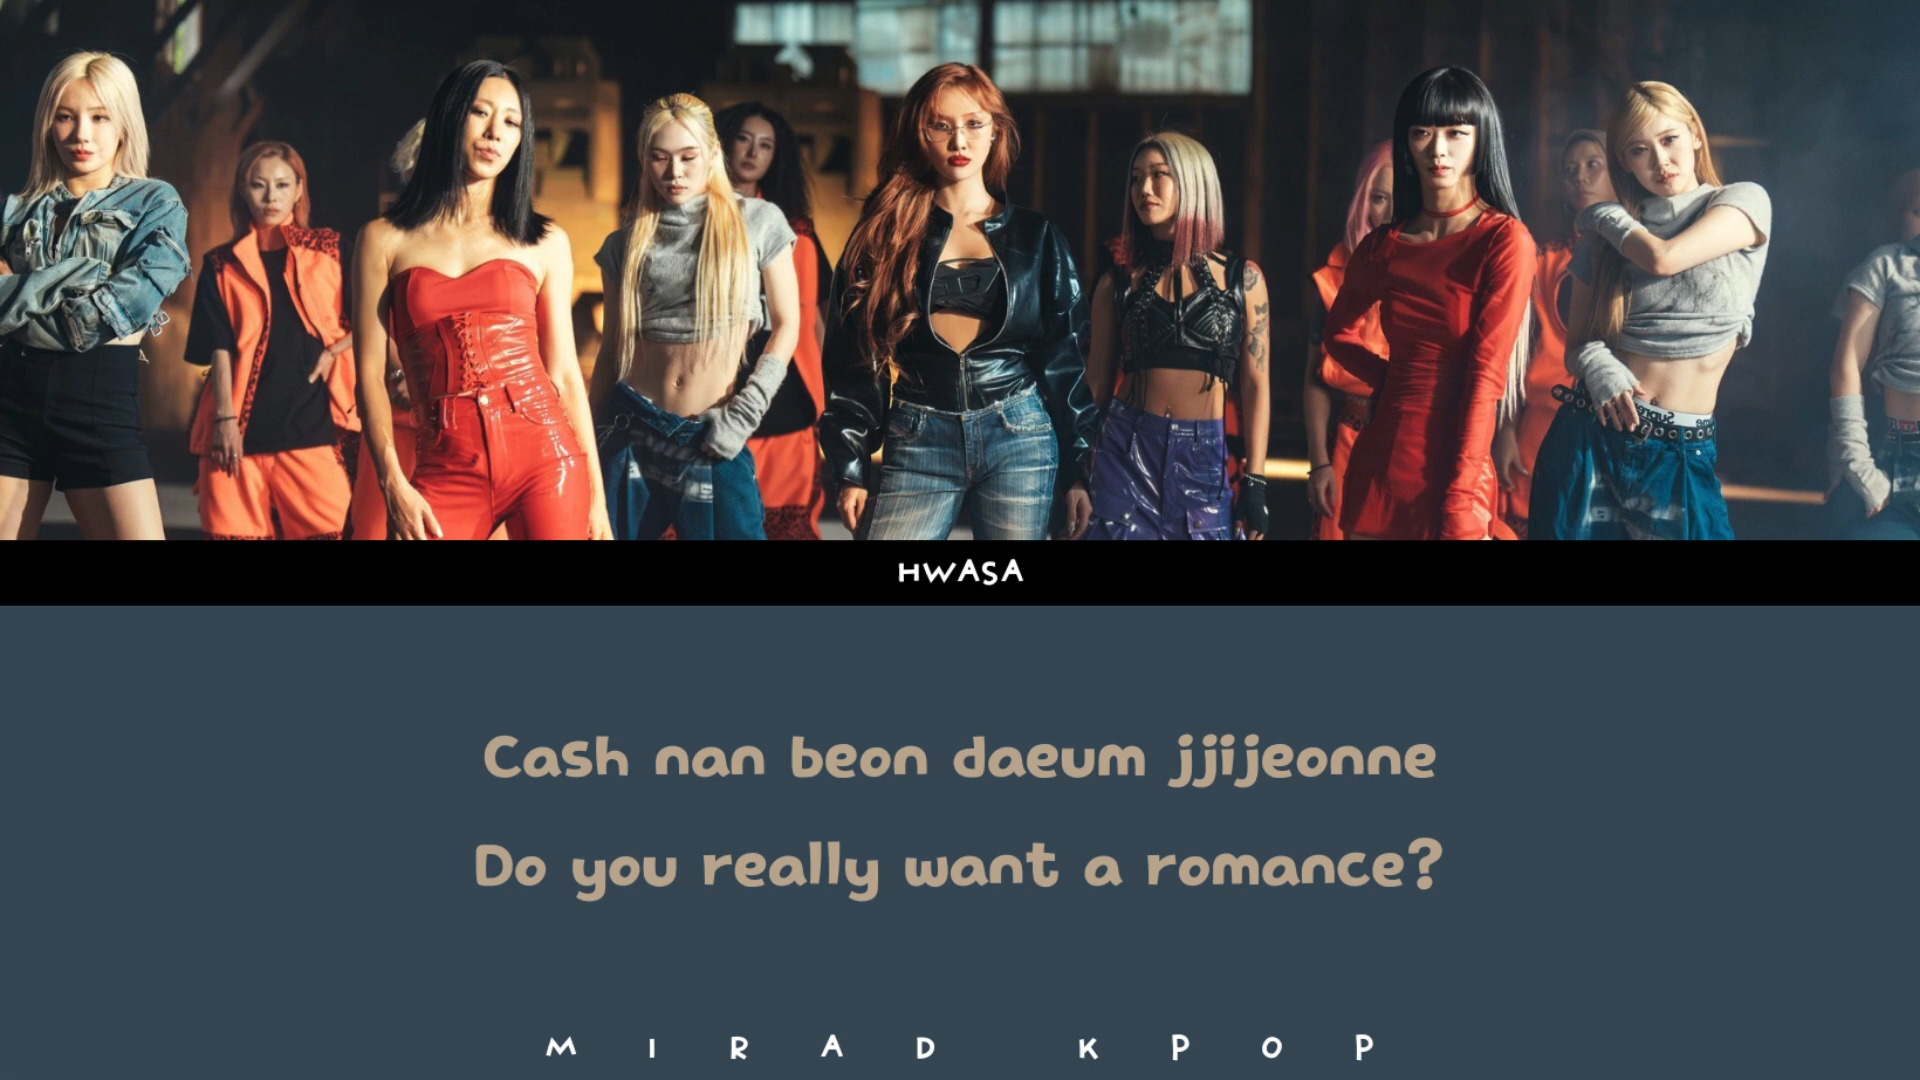 HWASA
Cash nan beon daeum jjijeonne
Do you really want a romance?
MIRAD KPOP